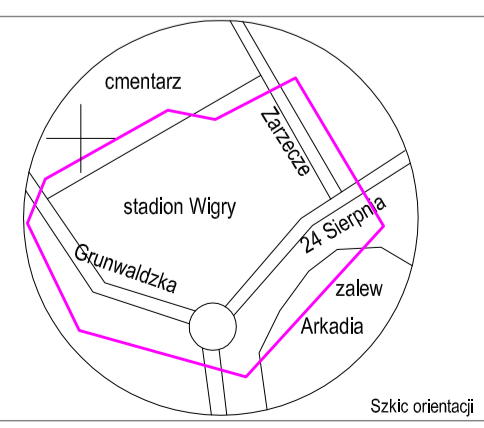 cmentarz
Zarzecze
stadion Wigry
24 Sierpnia
Grunwaldzka
zalew
Arkadia
Szkic orientacji